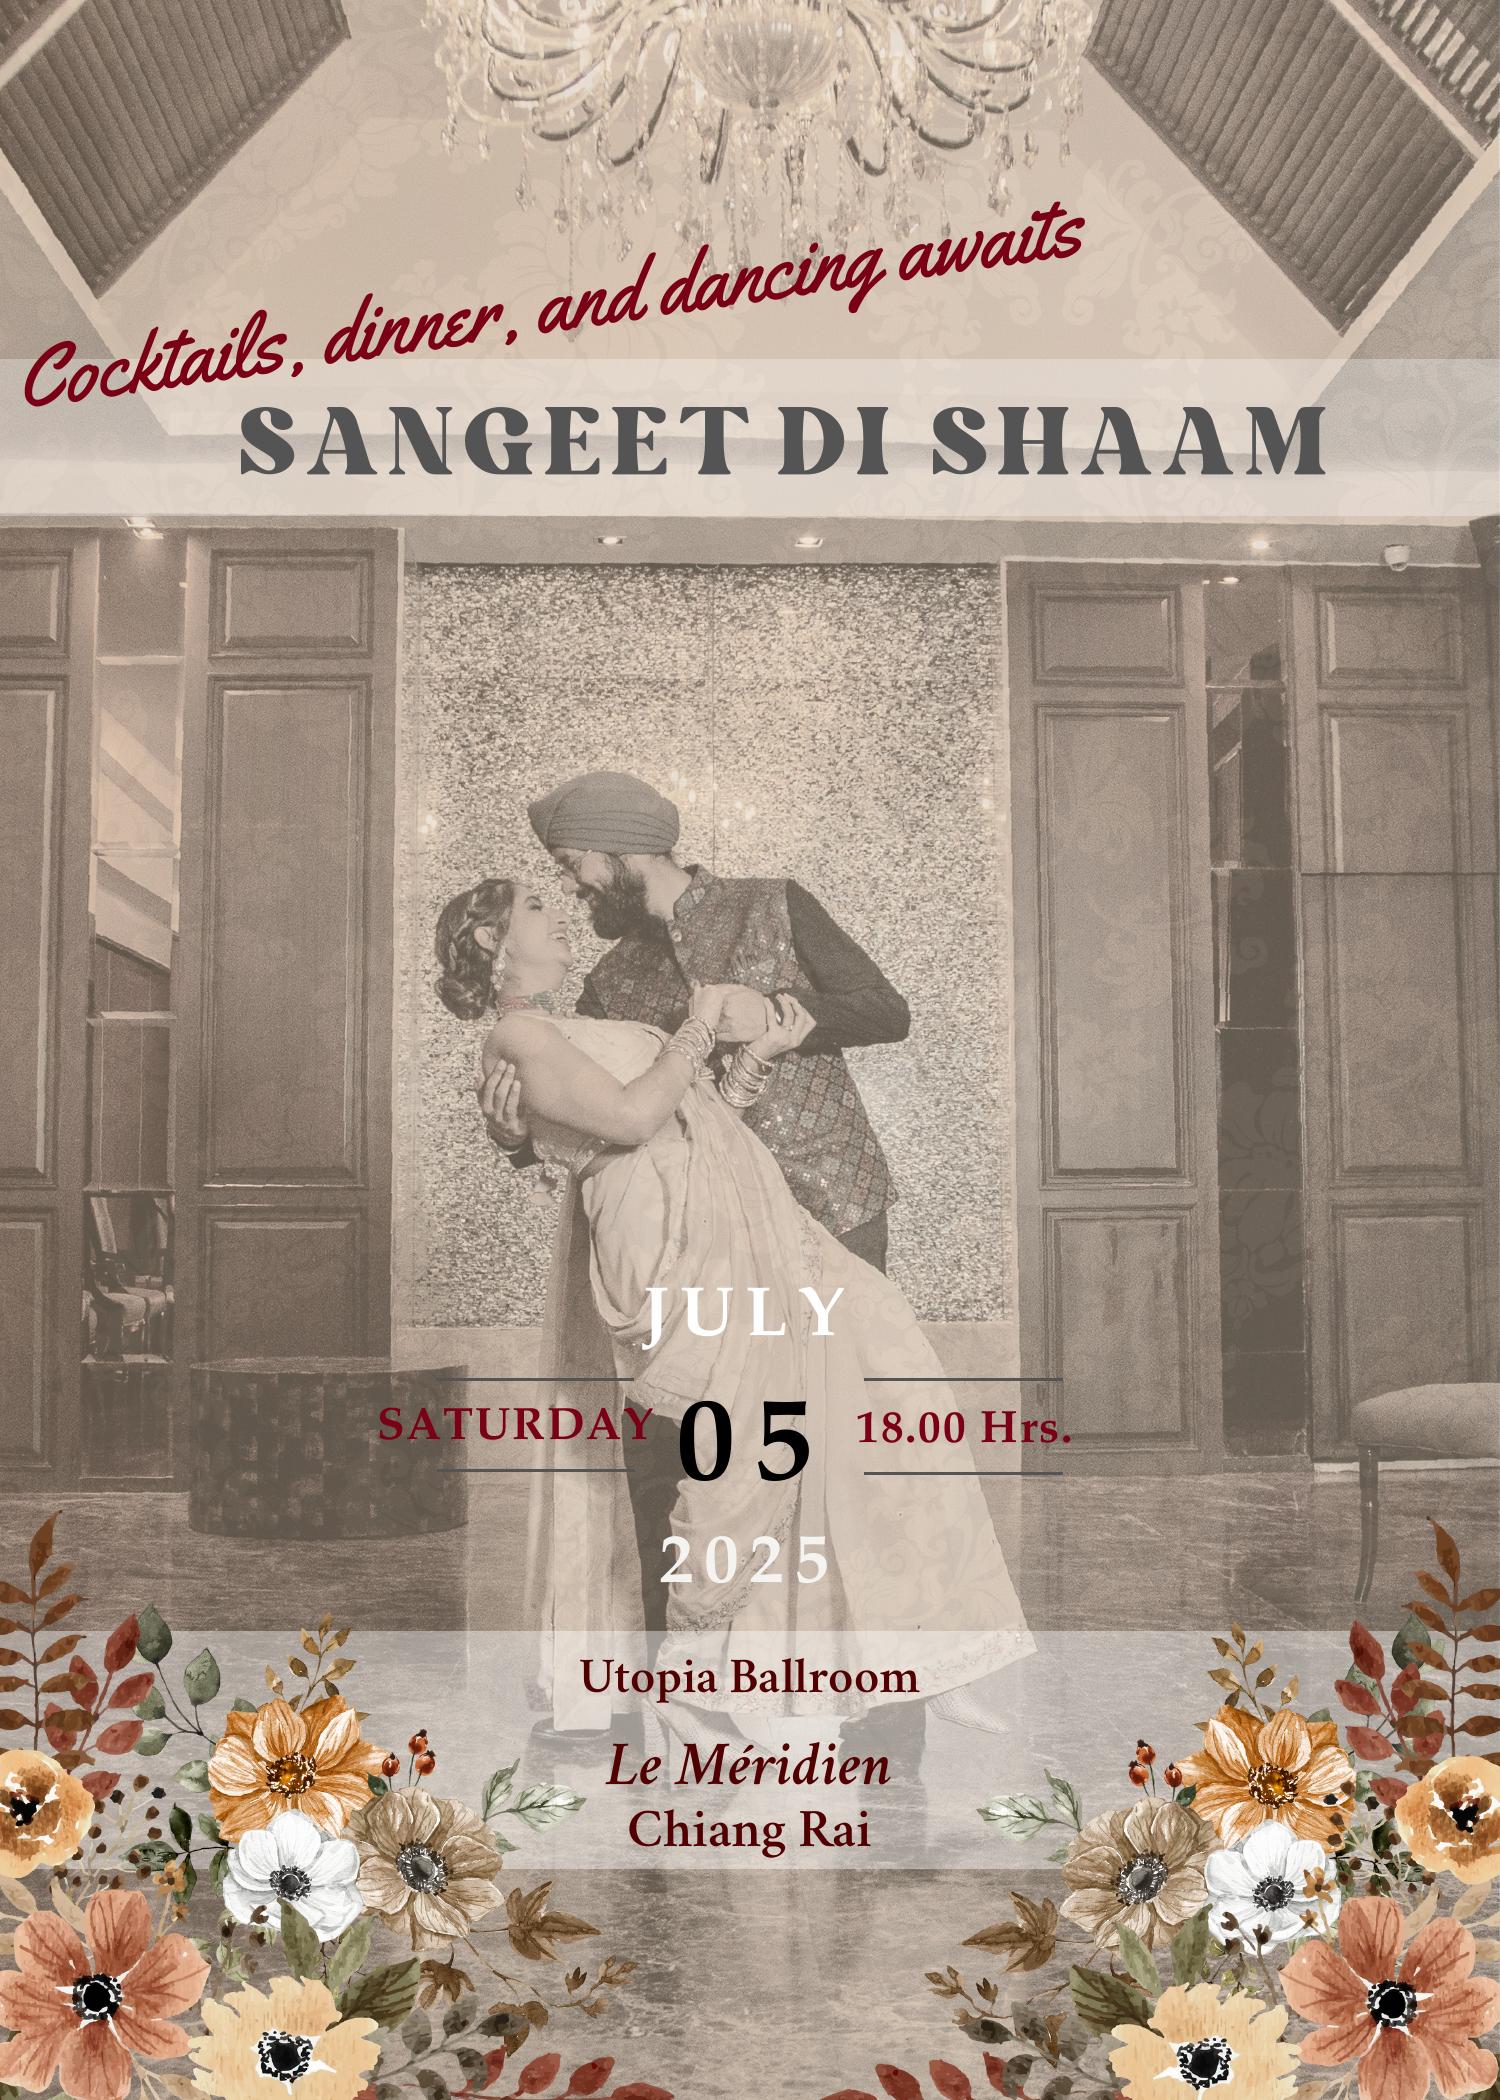 Cocktails, dinner, and dancing awaits
SANGEET DI SHAAM
JULY
SATURDAY 05 18.00 Hrs.
2025
Utopia Ballroom
Le Méridien
Chiang Rai